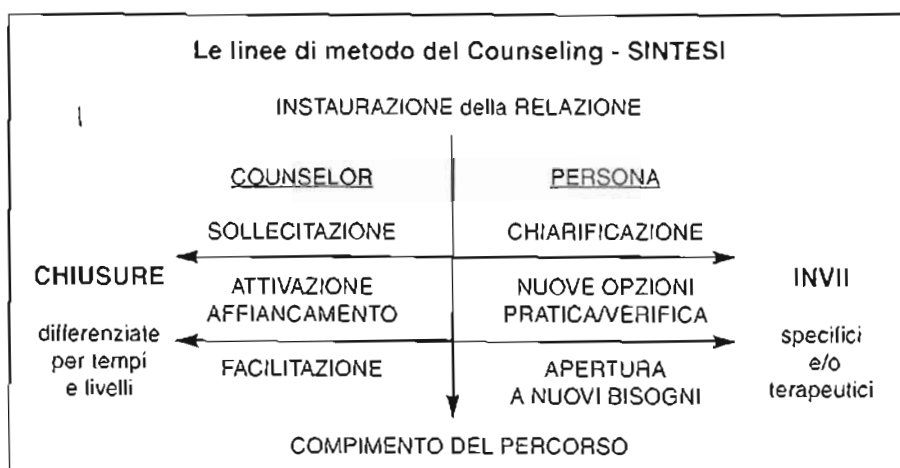 Le linee di metodo del Counseling - SINTESI
INSTAURAZIONE della RELAZIONE
COUNSELOR
PERSONA
SOLLECITAZIONE
CHIARIFICAZIONE
CHIUSURE
ATTIVAZIONE
AFFIANCAMENTO
NUOVE OPZIONI
PRATICA/VERIFICA
INVII
differenziate
per tempi
e livelli
FACILITAZIONE
APERTURA
A NUOVI BISOGNI
specifici
e/o
terapeutici
COMPIMENTO DEL PERCORSO